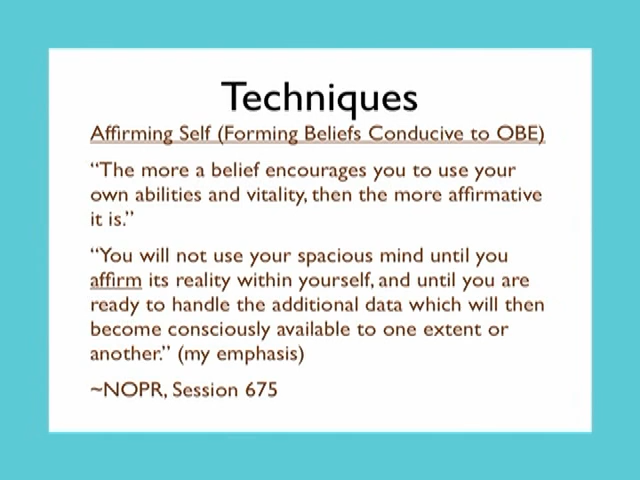 Techniques
Affirming Self (Forming Beliefs Conducive to OBE)
“The more a belief encourages you to use your
own abilities and vitality, then the more affirmative
it is.”
“You will not use your spacious mind until you
affirm its reality within yourself, and until you are
ready to handle the additional data which will then
become consciously available to one extent or
another.” (my emphasis)
~NOPR, Session 675